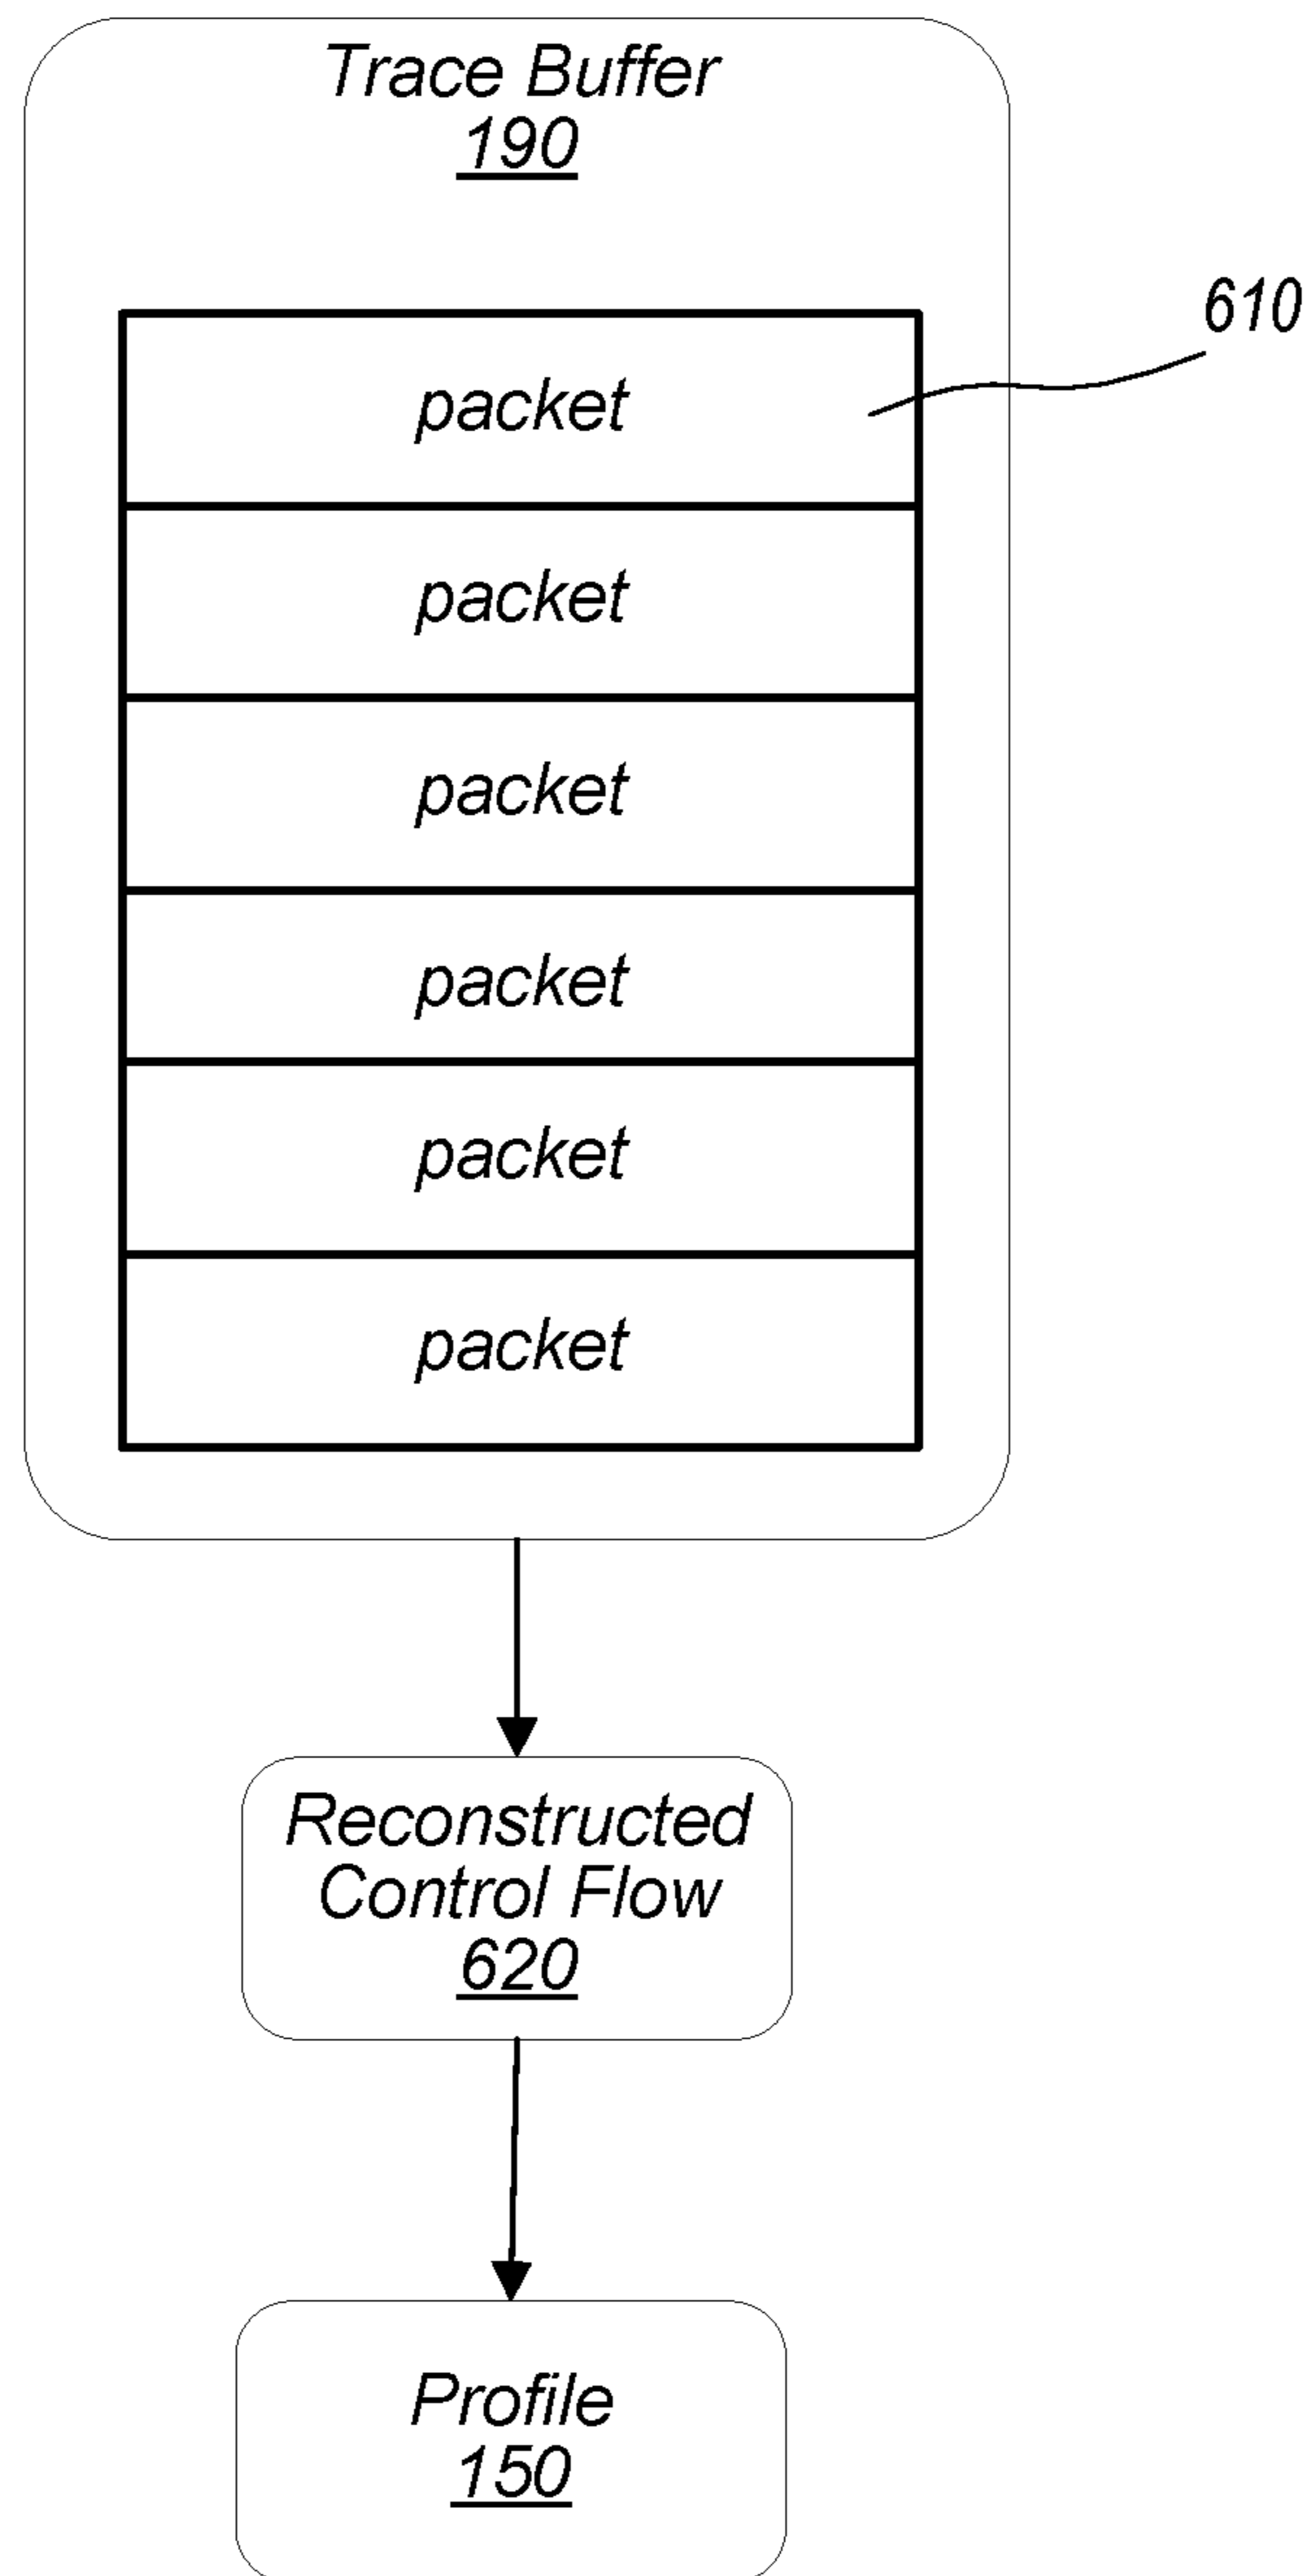 Trace Buffer
190
610
packet
packet
packet
packet
packet
packet
Reconstructed
Control Flow
620
Profile
150